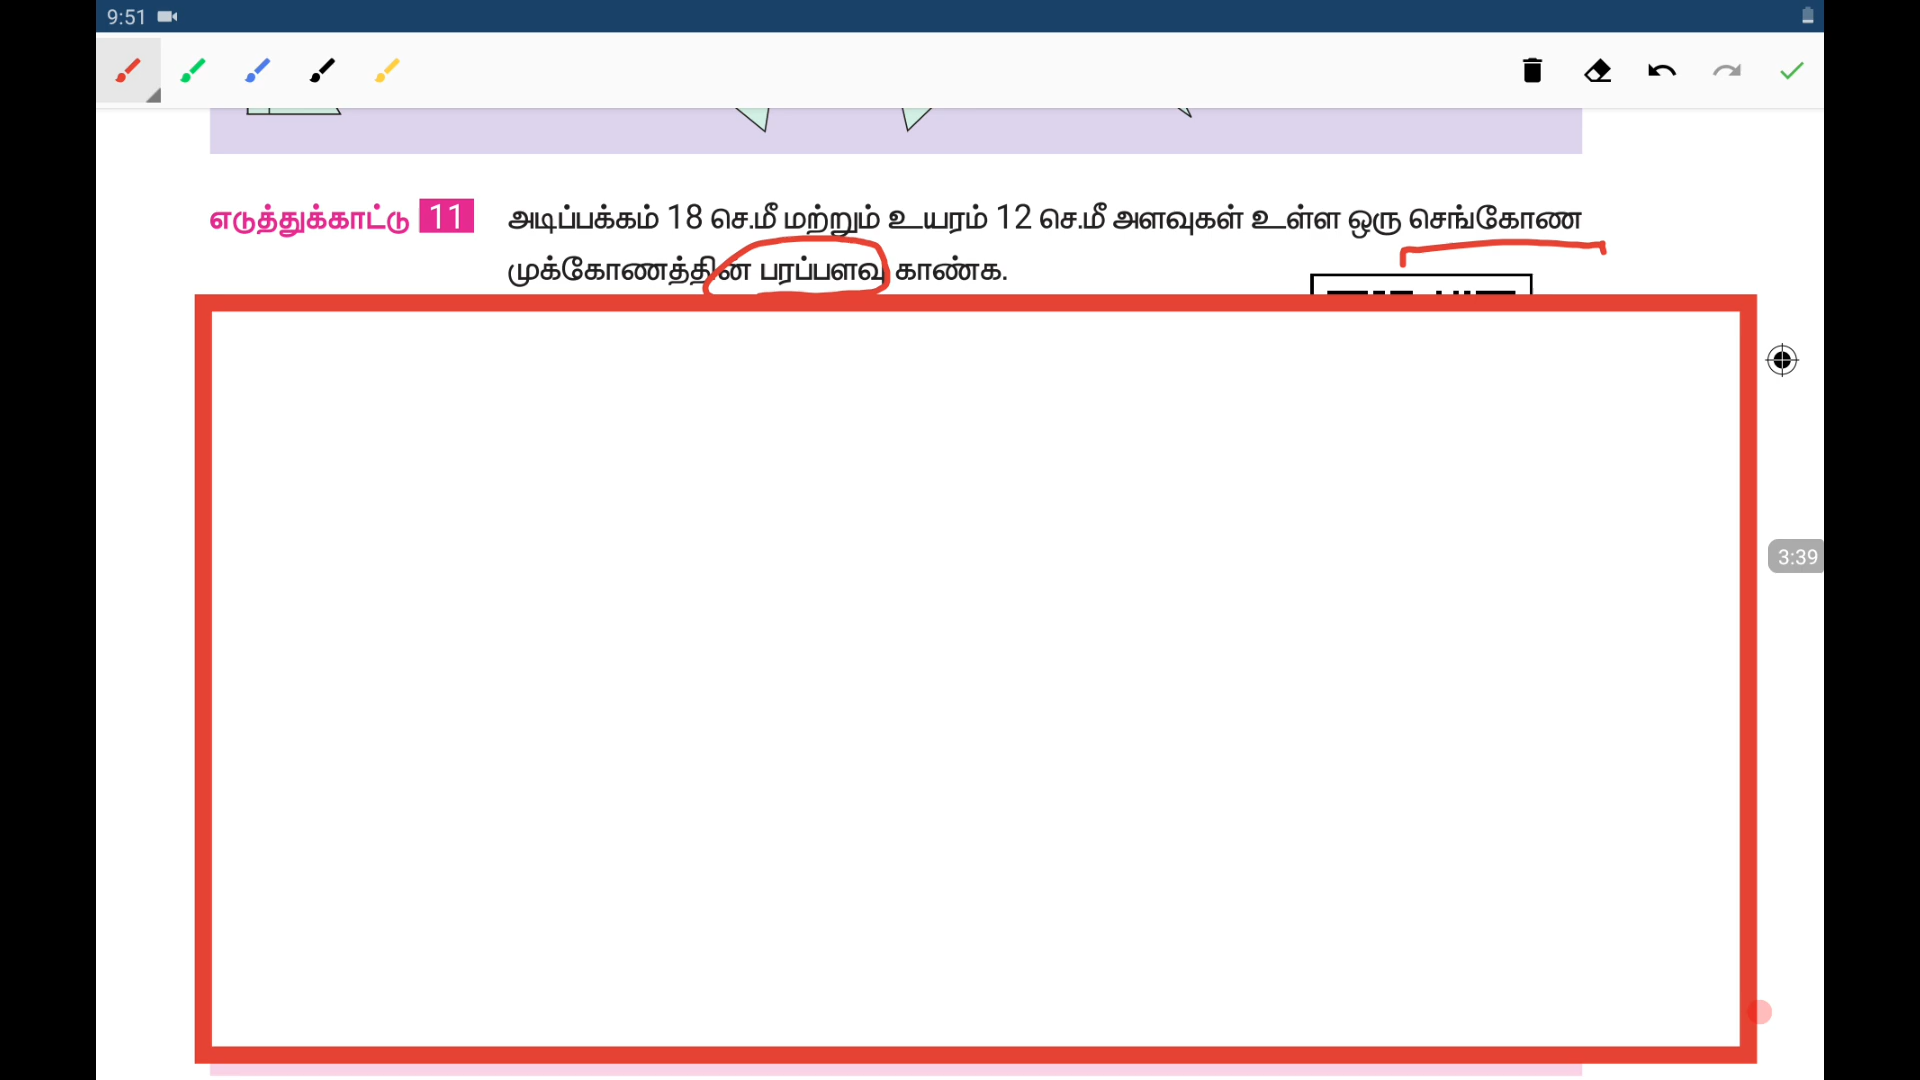 9:51
எடுத்துக்காட்டு 11 அடிப்பக்கம் 18 செ.மீ மற்றும் உயரம் 12 செ.மீ அளவுகள் உள்ள ஒரு செங்கோண
முக்கோணத்தின் பரப்பளவு காண்க.
3:39